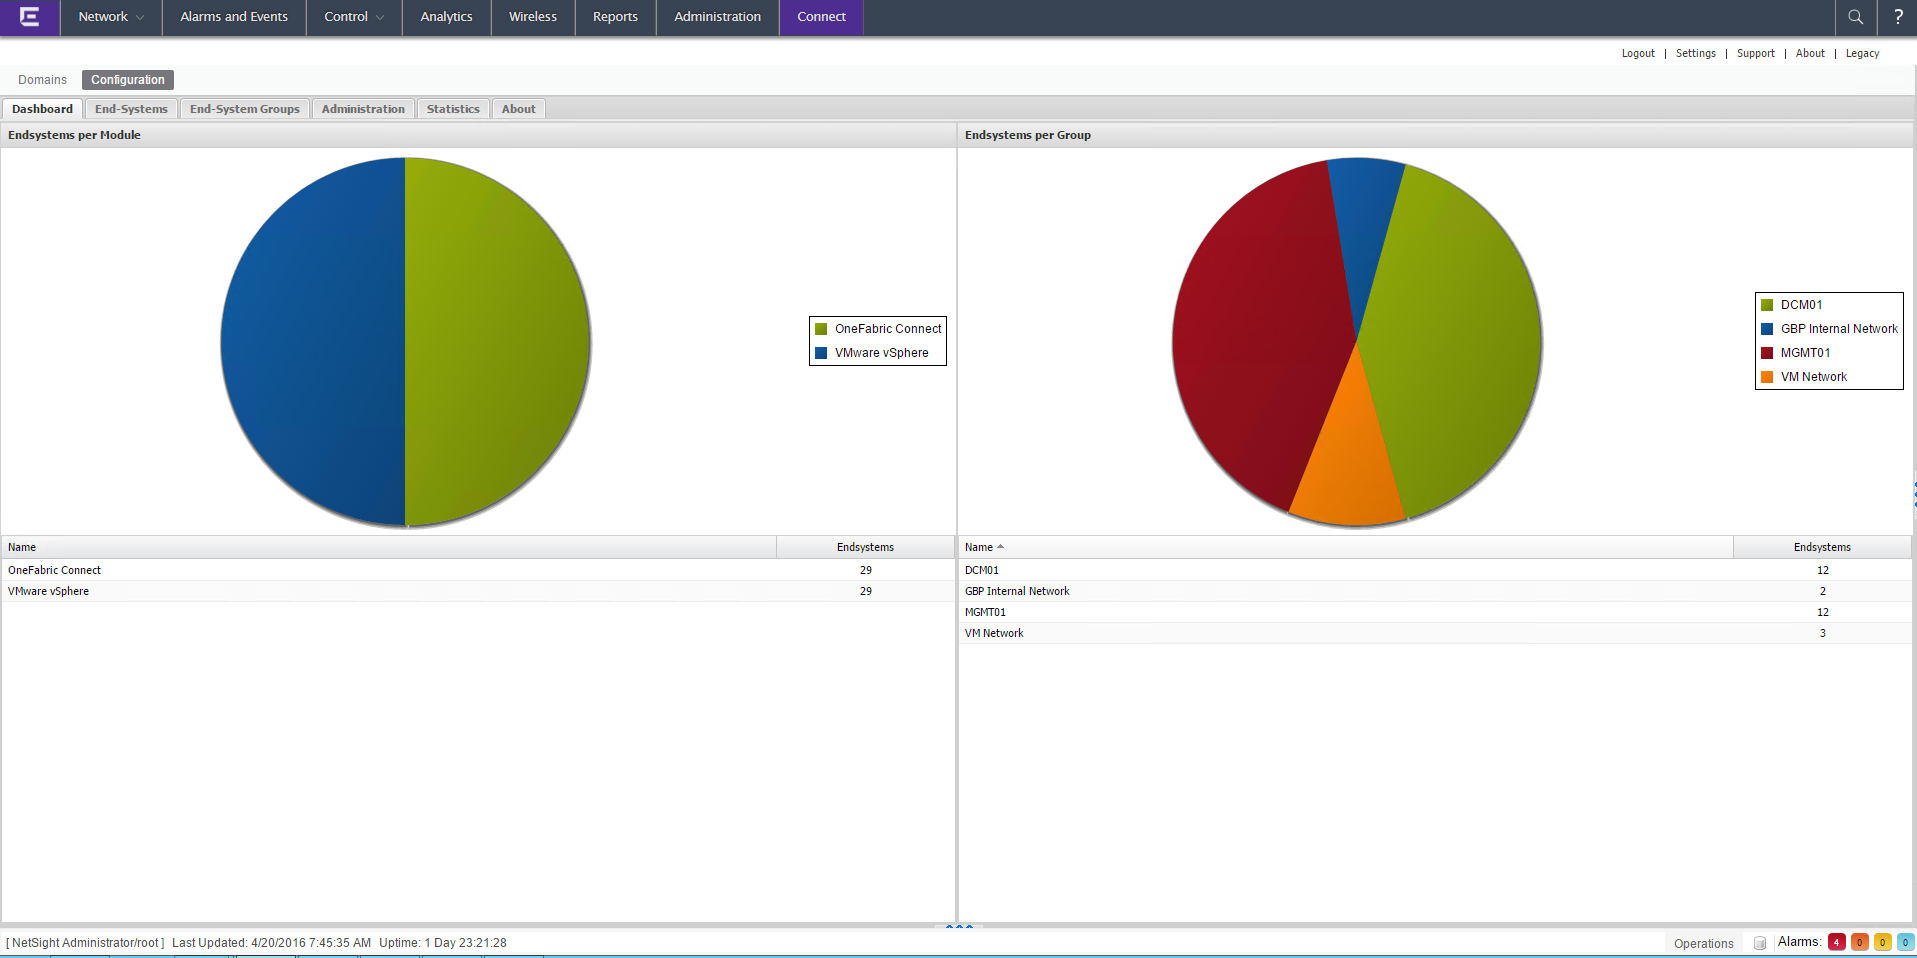 Network Alarms and Events Control Analytics Wireless Reports Administration Connect ?
Logout | Settings | Support | About | Legacy
Domains Configuration
Dashboard End-Systems End-System Groups Administration Statistics About
Endsystems per Module
OneFabric Connect
VMware vSphere
Name Endsystems
OneFabric Connect 29
VMware vSphere 29
Endsystems per Group
DCM01
GBP Internal Network
MGMT01
VM Network
Name Endsystems
DCM01 12
GBP Internal Network 2
MGMT01 12
VM Network 3
[ NetSight Administrator/root ] Last Updated: 4/20/2016 7:45:35 AM Uptime: 1 Day 23:21:28 Operations Alarms: 4 0 0 0